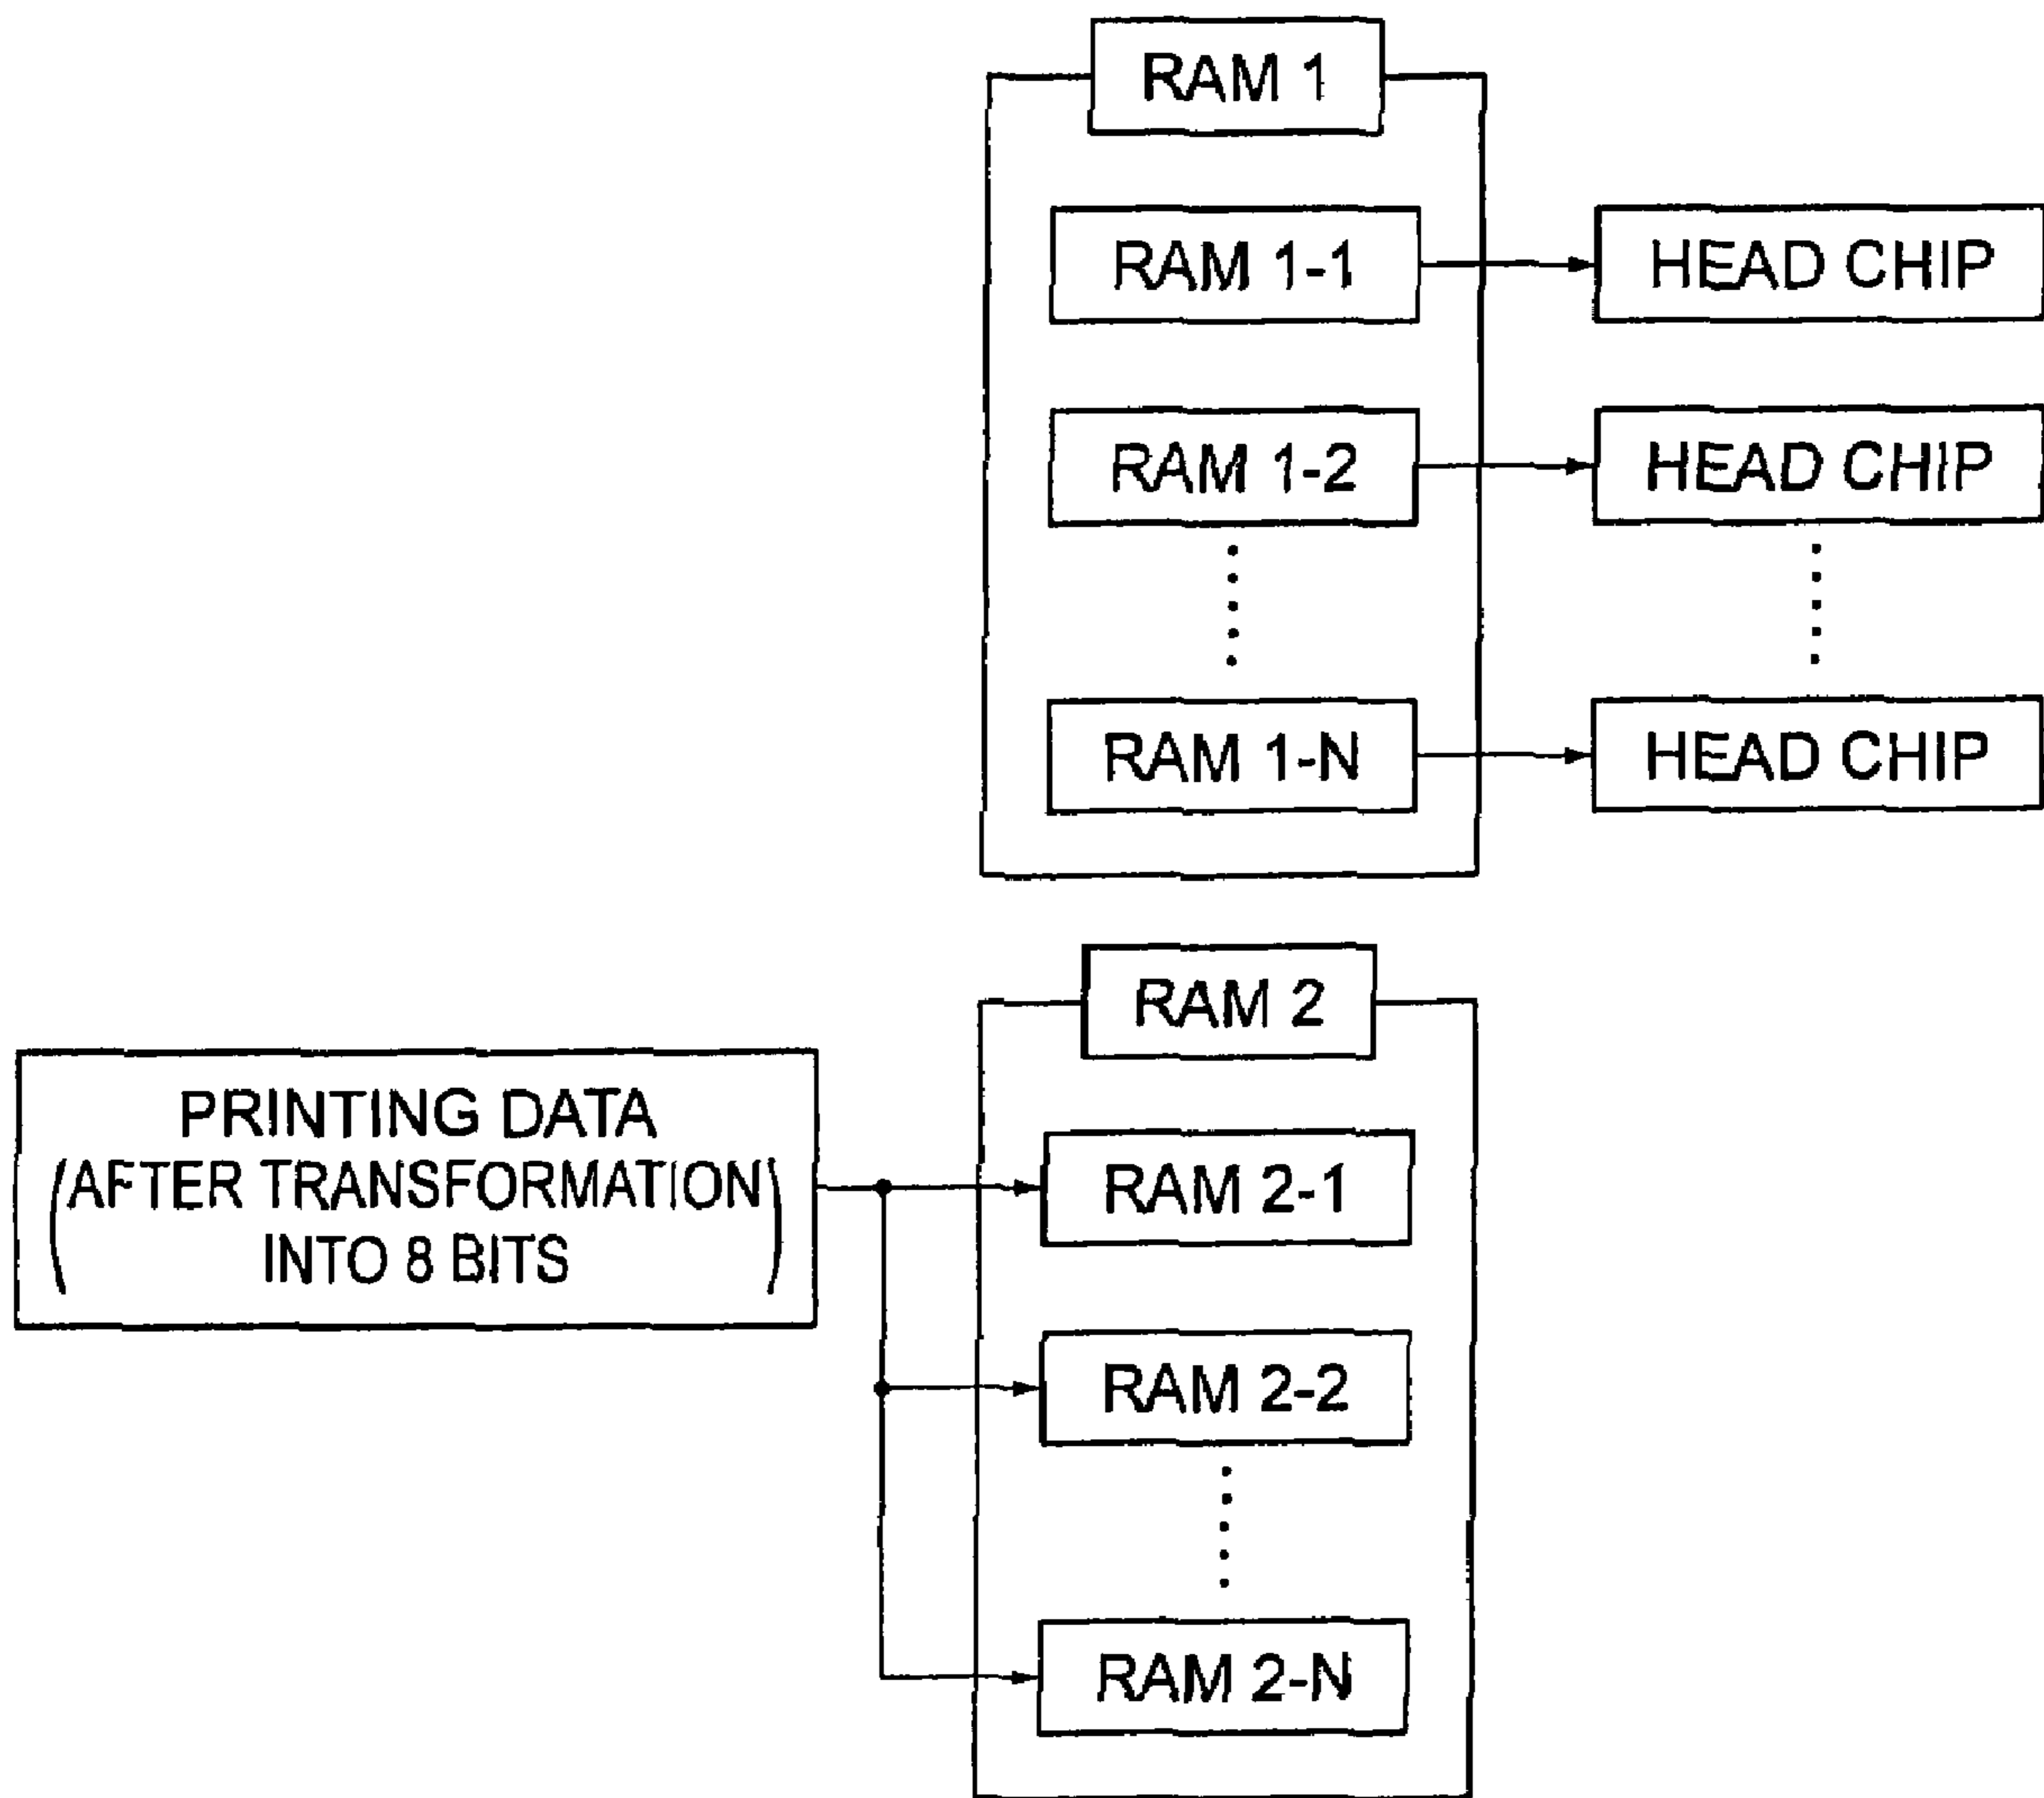 RAM 1
RAM 1-1
HEAD CHIP
RAM 1-2
HEAD CHIP
RAM 1-N
HEAD CHIP
RAM 2
PRINTING DATA
(AFTER TRANSFORMATION
INTO 8 BITS)
RAM 2-1
RAM 2-2
RAM 2-N